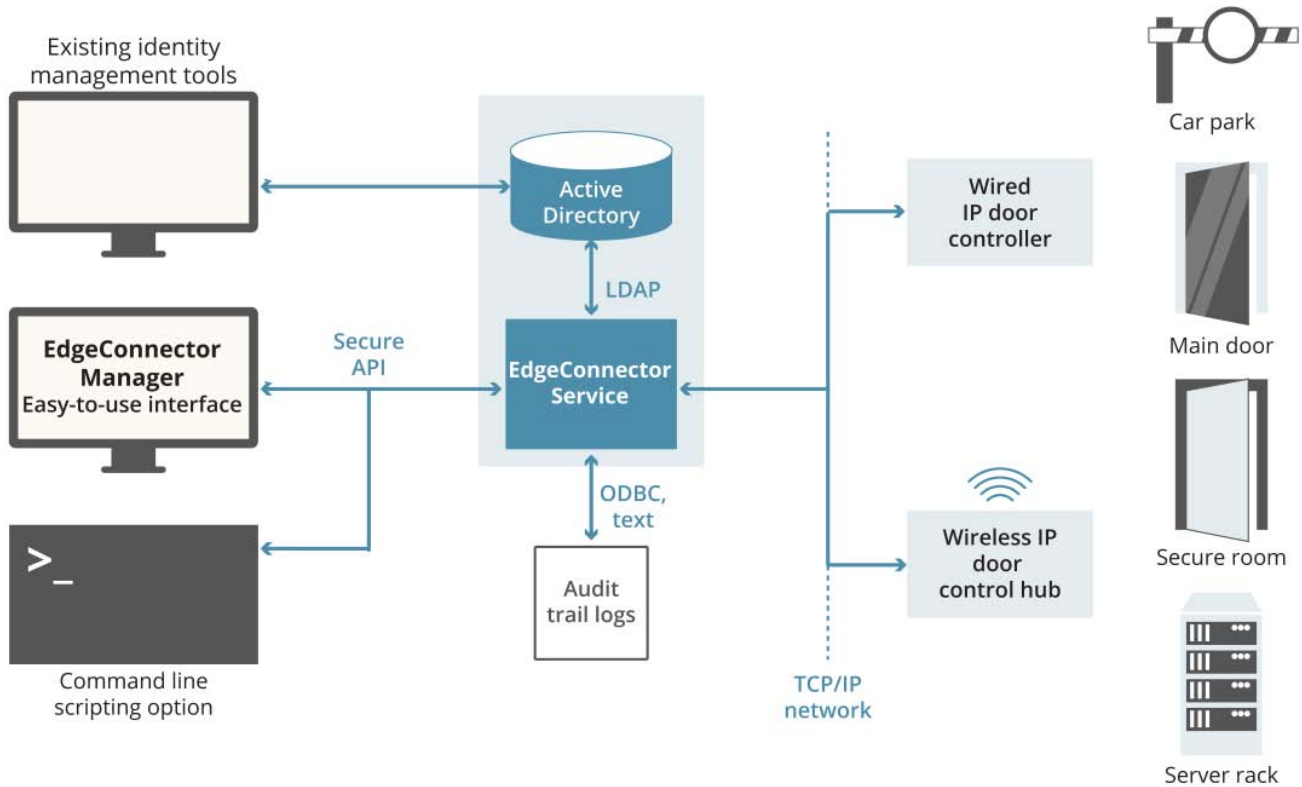 Existing identity
management tools
EdgeConnector
Manager
Easy-to-use interface
>_
Command line
scripting option
Secure
API
Active
Directory
LDAP
EdgeConnector
Service
ODBC,
text
Audit
trail logs
TCP/IP
network
Wired
IP door
controller
Wireless IP
door
control hub
Car park
Main door
Secure room
Server rack